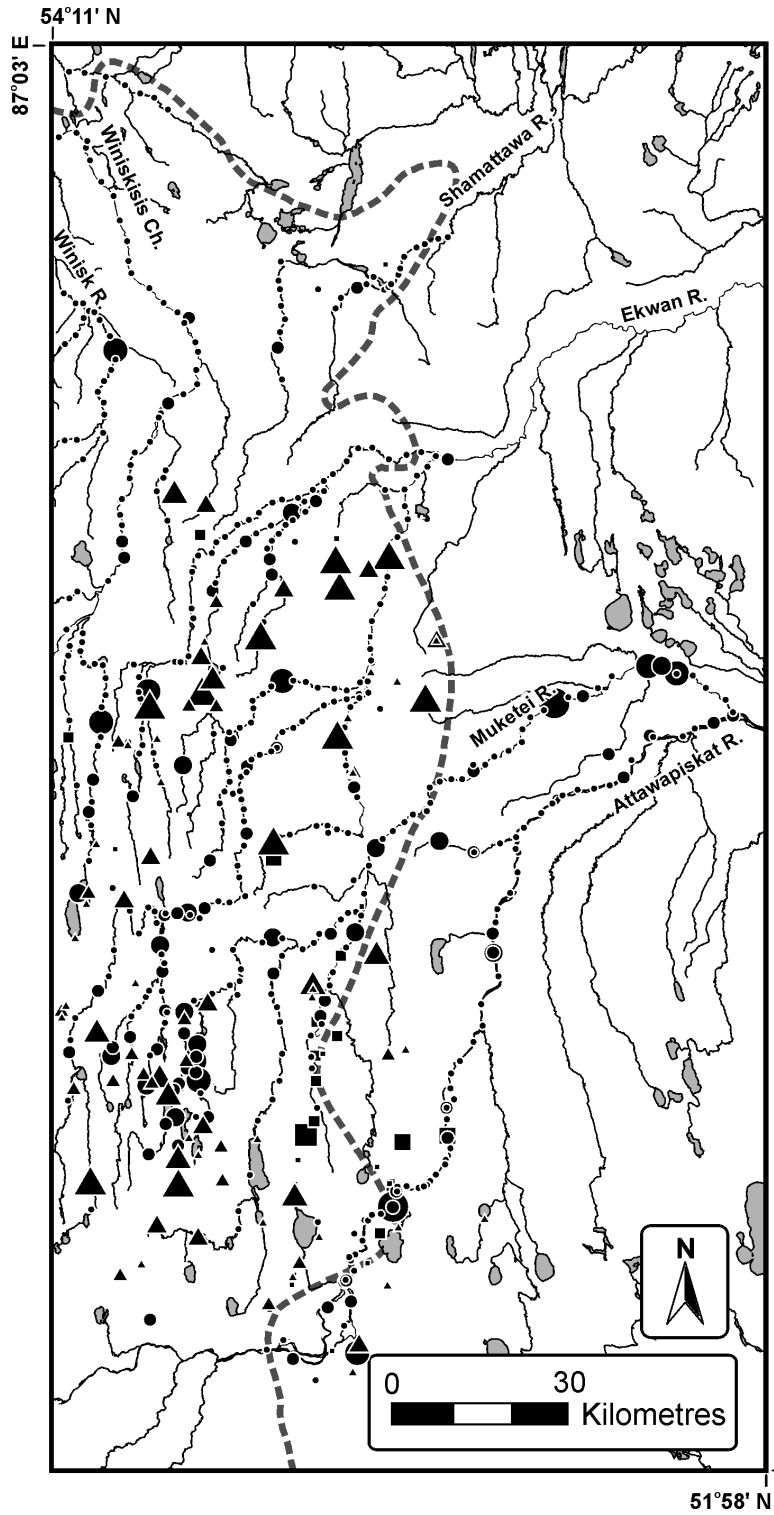 54°11' N
87°03' E
Winiskisis Ch.
Shamattawa R.
Winisk R.
Ekwan R.
Muketei R.
Attawapiskat R.
N
0 30
Kilometres
51°58' N